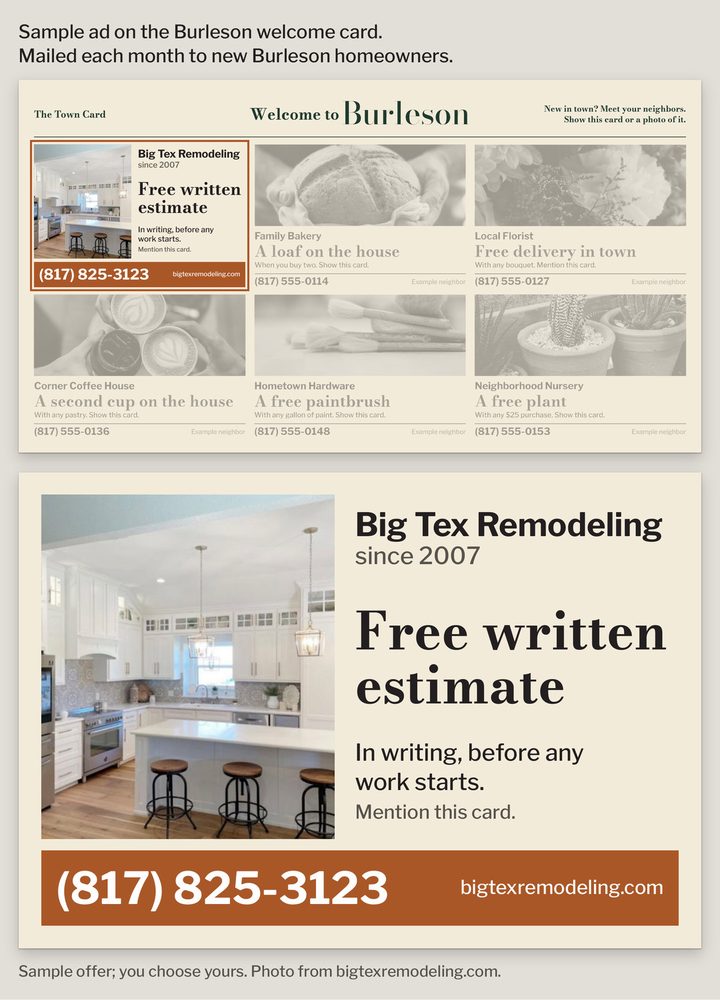 Sample ad on the Burleson welcome card.
Mailed each month to new Burleson homeowners.
The Town Card
Welcome to Burleson
New in town? Meet your neighbors.
Show this card or a photo of it.
Big Tex Remodeling
since 2007
Free written
estimate
In writing, before any
work starts.
Mention this card.
(817) 825-3123
bigtexremodeling.com
Family Bakery
A loaf on the house
When you buy two. Show this card.
(817) 555-0114
Example neighbor
Local Florist
Free delivery in town
With any bouquet. Mention this card.
(817) 555-0127
Example neighbor
Corner Coffee House
A second cup on the house
With any pastry. Show this card.
(817) 555-0136
Example neighbor
Hometown Hardware
A free paintbrush
With any gallon of paint. Show this card.
(817) 555-0148
Example neighbor
Neighborhood Nursery
A free plant
With any $25 purchase. Show this card.
(817) 555-0153
Example neighbor
Big Tex Remodeling
since 2007
Free written
estimate
In writing, before any
work starts.
Mention this card.
(817) 825-3123
bigtexremodeling.com
Sample offer; you choose yours. Photo from bigtexremodeling.com.